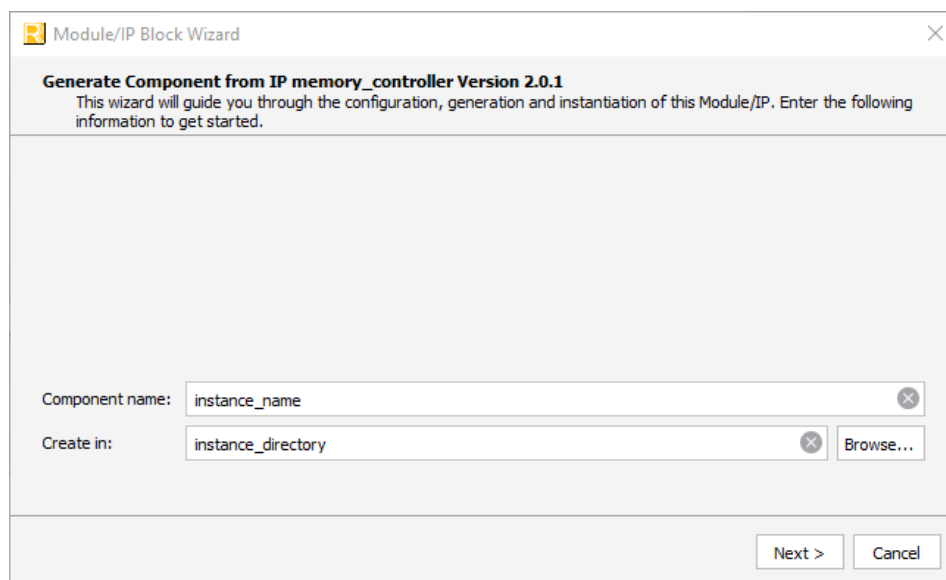 Module/IP Block Wizard
Generate Component from IP memory_controller Version 2.0.1
This wizard will guide you through the configuration, generation and instantiation of this Module/IP. Enter the following
information to get started.
Component name: instance_name
Create in: instance_directory Browse...
Next > Cancel